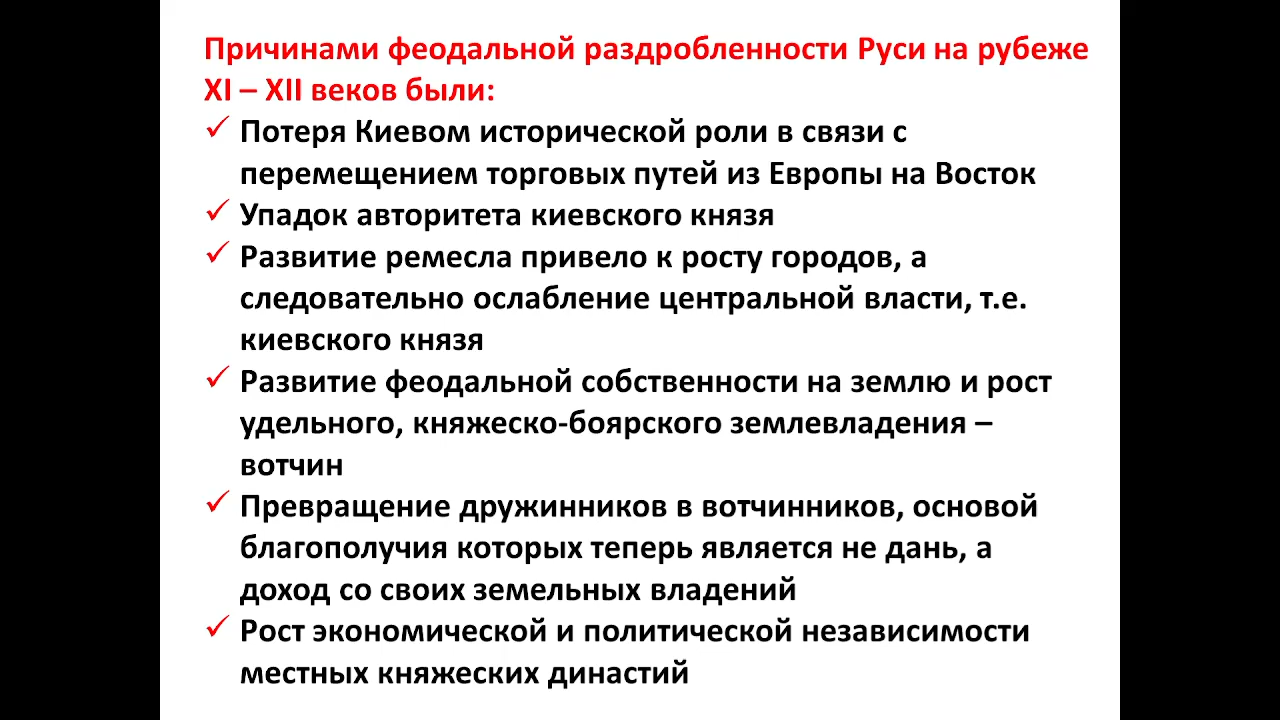 Причинами феодальной раздробленности Руси на рубеже
XI – XII веков были:
✓ Потеря Киевом исторической роли в связи с
перемещением торговых путей из Европы на Восток
✓ Упадок авторитета киевского князя
✓ Развитие ремесла привело к росту городов, а
следовательно ослабление центральной власти, т.е.
киевского князя
✓ Развитие феодальной собственности на землю и рост
удельного, княжеско-боярского землевладения –
вотчин
✓ Превращение дружинников в вотчинников, основой
благополучия которых теперь является не дань, а
доход со своих земельных владений
✓ Рост экономической и политической независимости
местных княжеских династий